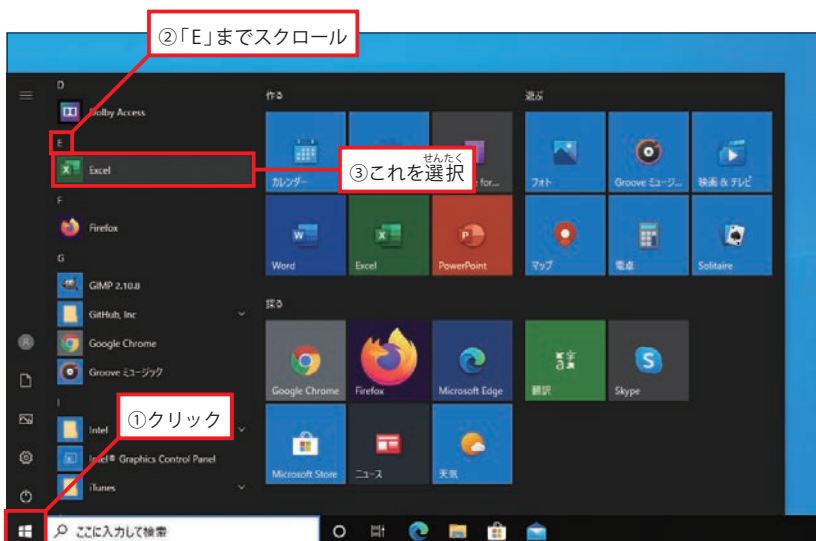 ②「E」までスクロール
D
Dolby Access
E
Excel
③これを選択
せんたく
F
Firefox
G
GIMP 2.10.8
GitHub, Inc
Google Chrome
Groove ミュージック
I
①クリック
Intel
Intel® Graphics Control Panel
iTunes
作る
カレンダー
for...
Word
Excel
PowerPoint
探る
Google Chrome
Firefox
Microsoft Edge
Microsoft Store
ニュース
天気
遊ぶ
フォト
Groove ミュージ...
映画 & テレビ
マップ
電卓
Solitaire
翻訳
Skype
ここに入力して検索